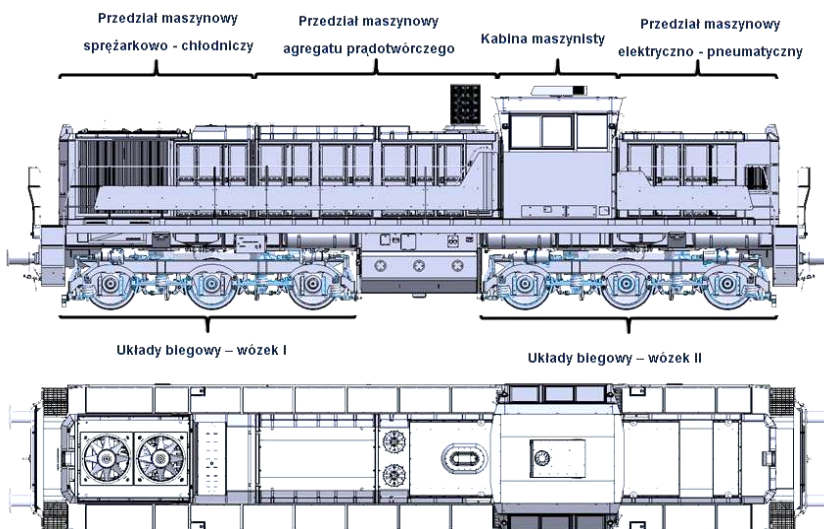 Przedział maszynowy
sprężarkowo - chłodniczy
Przedział maszynowy
agregatu prądotwórczego
Kabina maszynisty
Przedział maszynowy
elektryczno - pneumatyczny
Układy biegowy – wózek I
Układy biegowy – wózek II